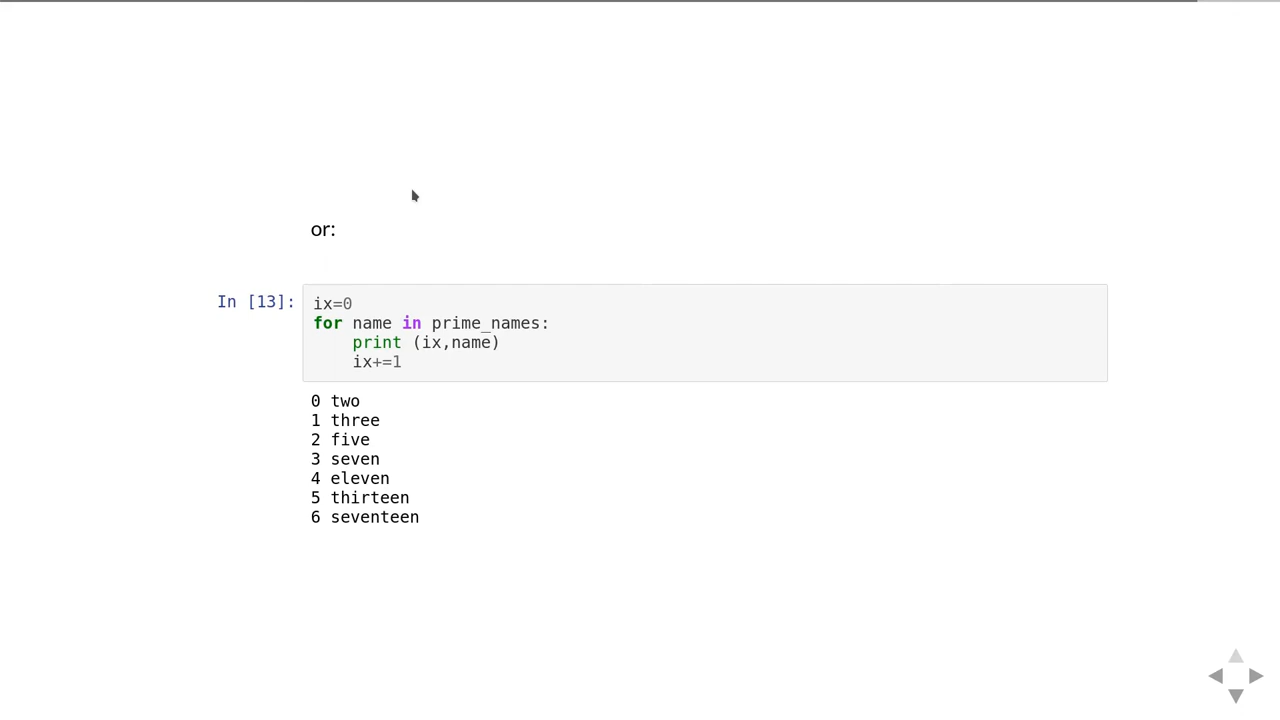 or:
In [13]:
ix=0
for name in prime_names:
    print (ix,name)
    ix+=1
0 two
1 three
2 five
3 seven
4 eleven
5 thirteen
6 seventeen